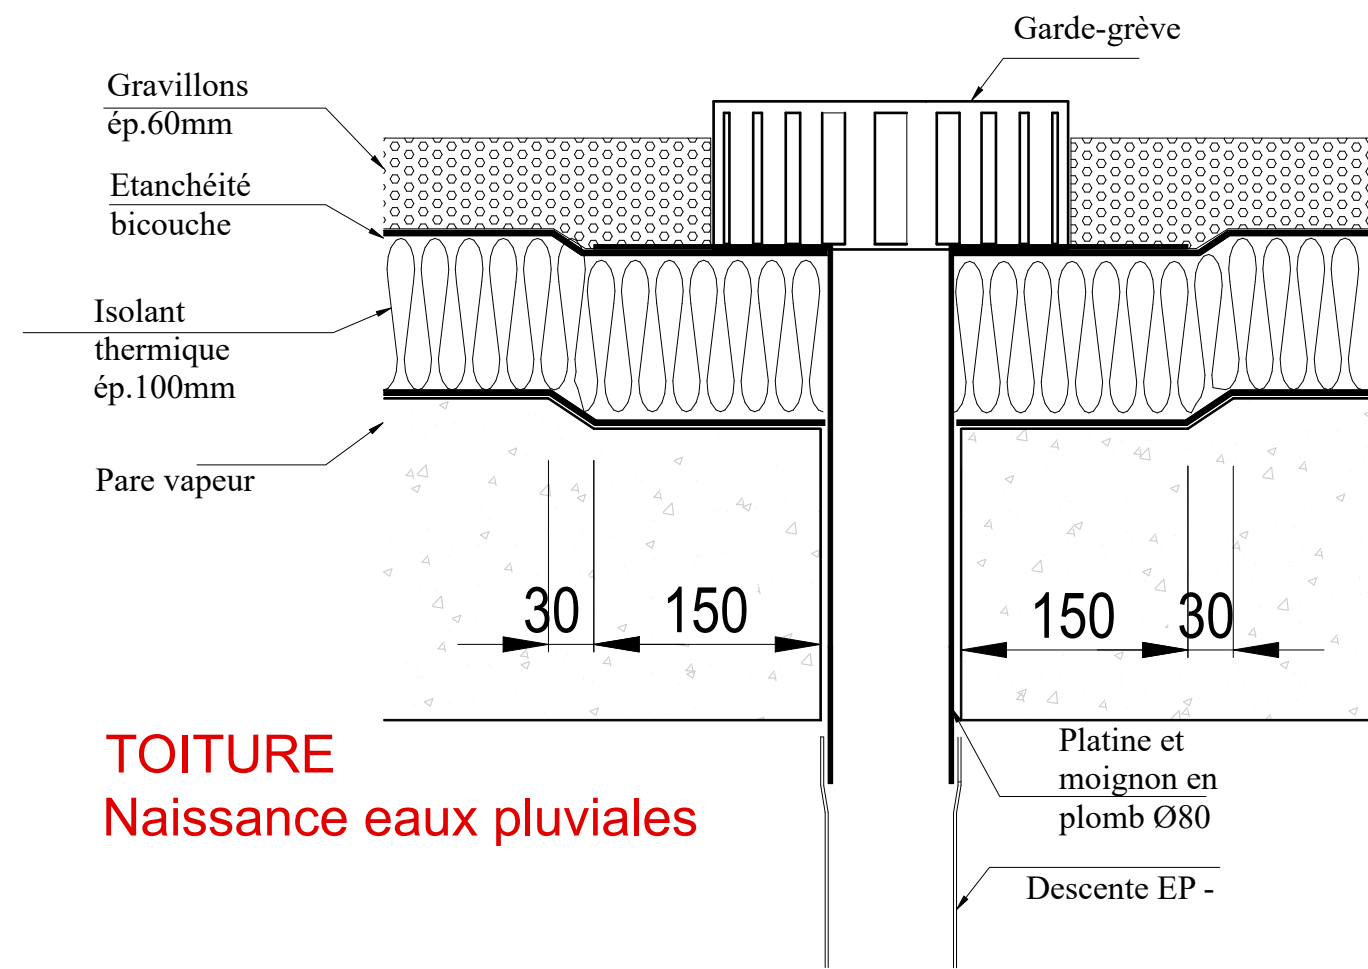 Garde-grève
Gravillons
ép.60mm
Etanchéité
bicouche
Isolant
thermique
ép.100mm
Pare vapeur
30
150
150
30
TOITURE
Naissance eaux pluviales
Platine et
moignon en
plomb Ø80
Descente EP -